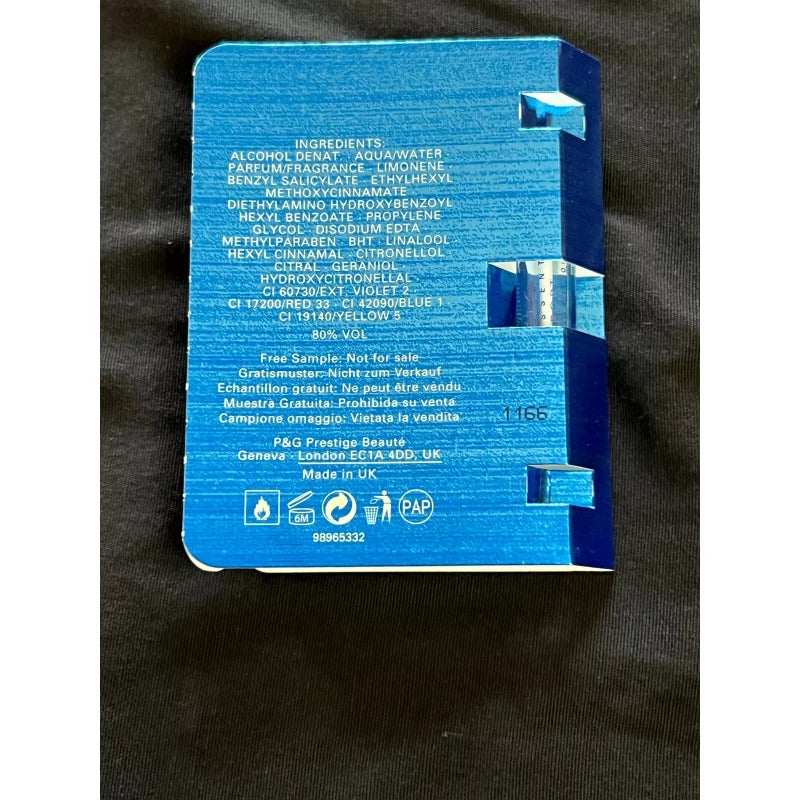 INGREDIENTS:
ALCOHOL DENAT. · AQUA/WATER
PARFUM/FRAGRANCE · LIMONENE
BENZYL SALICYLATE · ETHYLHEXYL
METHOXYCINNAMATE
DIETHYLAMINO HYDROXYBENZOYL
HEXYL BENZOATE · PROPYLENE
GLYCOL · DISODIUM EDTA ·
METHYLPARABEN · BHT · LINALOOL ·
HEXYL CINNAMAL · CITRONELLOL ·
CITRAL · GERANIOL ·
HYDROXYCITRONELLAL·
CI 60730/EXT. VIOLET 2 ·
CI 17200/RED 33 · CI 42090/BLUE 1 ·
CI 19140/YELLOW 5
80% VOL
Free Sample: Not for sale
Gratismuster: Nicht zum Verkauf
Echantillon gratuit: Ne peut être vendu
Muestra Gratuita: Prohibida su venta
Campione omaggio: Vietata la vendita
P&G Prestige Beauté
Geneva · London EC1A 4DD, UK
Made in UK
6M
PAP
98965332
1166